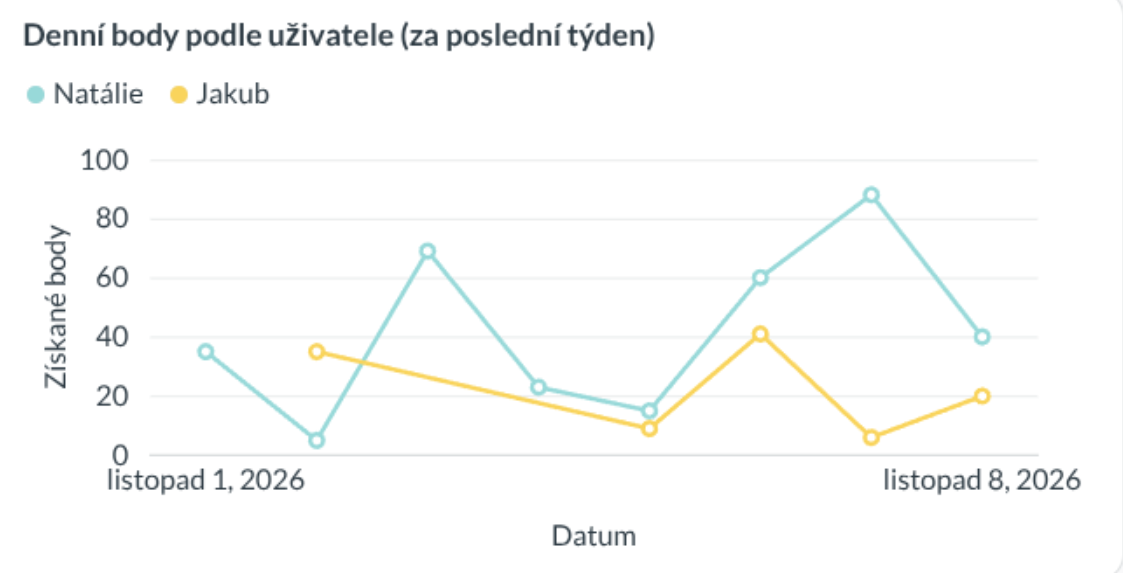 Denní body podle uživatele (za poslední týden)
Natálie Jakub
100
80
60
40
20
0
Získané body
listopad 1, 2026 listopad 8, 2026
Datum